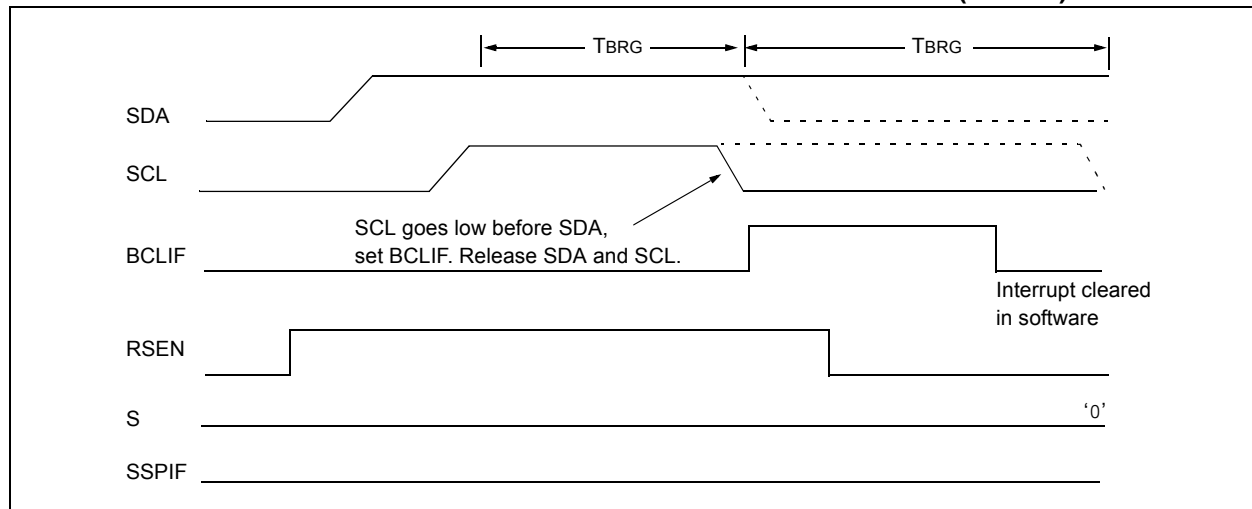 TBRG TBRG
SDA
SCL
SCL goes low before SDA,
set BCLIF. Release SDA and SCL.
BCLIF
Interrupt cleared
in software
RSEN
S
‘0’
SSPIF